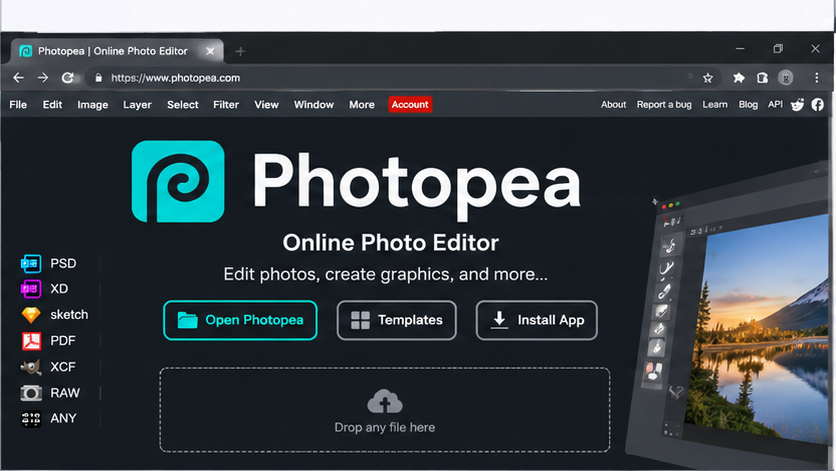 Photopea | Online Photo Editor
https://www.photopea.com
File Edit Image Layer Select Filter View Window More Account About Report a bug Learn Blog API
Photopea
Online Photo Editor
Edit photos, create graphics, and more...
Open Photopea Templates Install App
Drop any file here
PSD
XD
sketch
PDF
XCF
RAW
ANY